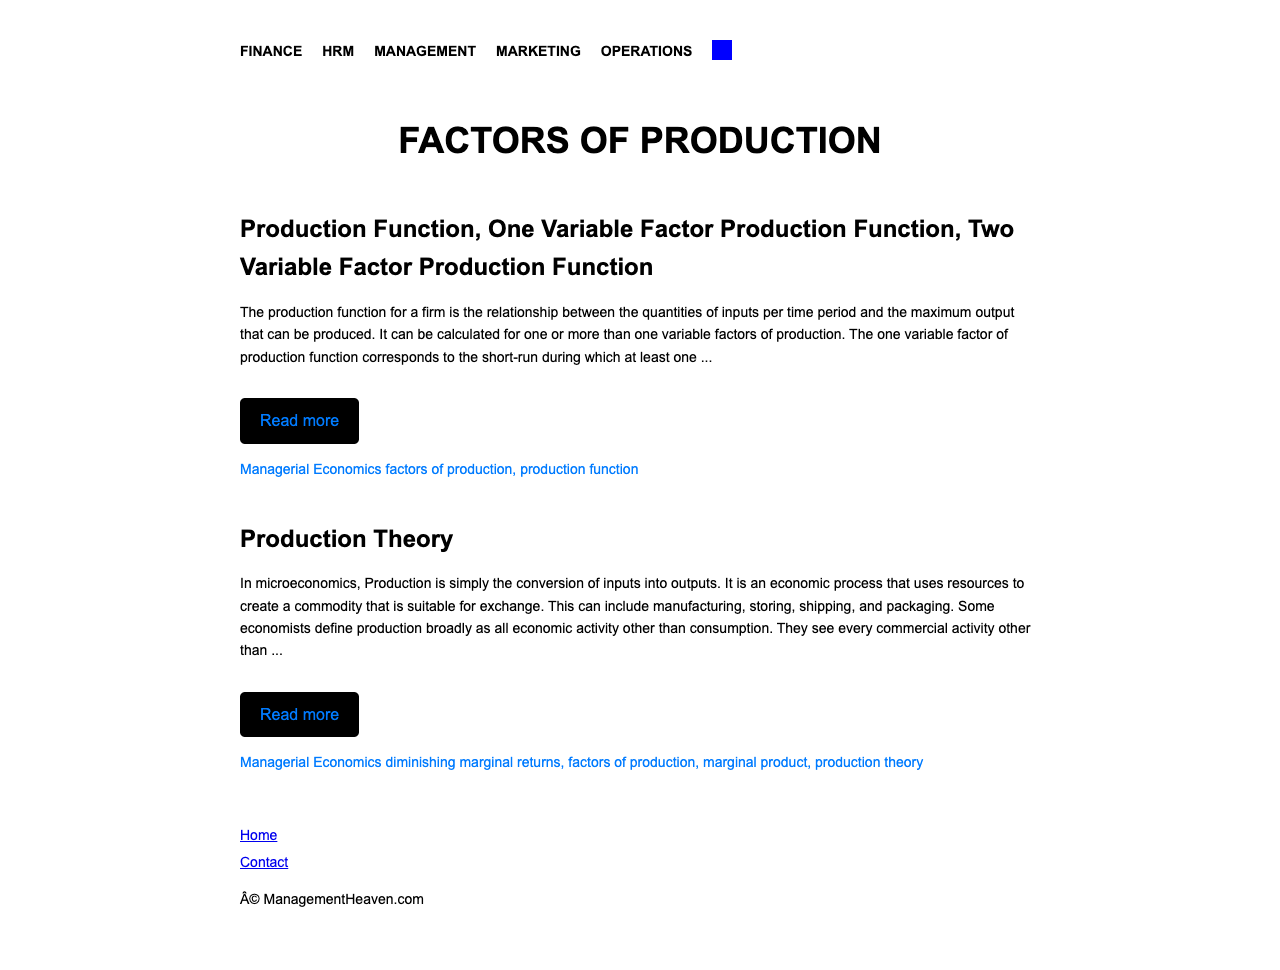 FINANCE HRM MANAGEMENT MARKETING OPERATIONS
FACTORS OF PRODUCTION
Production Function, One Variable Factor Production Function, Two
Variable Factor Production Function
The production function for a firm is the relationship between the quantities of inputs per time period and the maximum output
that can be produced. It can be calculated for one or more than one variable factors of production. The one variable factor of
production function corresponds to the short-run during which at least one ...
Read more
Managerial Economics factors of production, production function
Production Theory
In microeconomics, Production is simply the conversion of inputs into outputs. It is an economic process that uses resources to
create a commodity that is suitable for exchange. This can include manufacturing, storing, shipping, and packaging. Some
economists define production broadly as all economic activity other than consumption. They see every commercial activity other
than ...
Read more
Managerial Economics diminishing marginal returns, factors of production, marginal product, production theory
Home
Contact
Â© ManagementHeaven.com